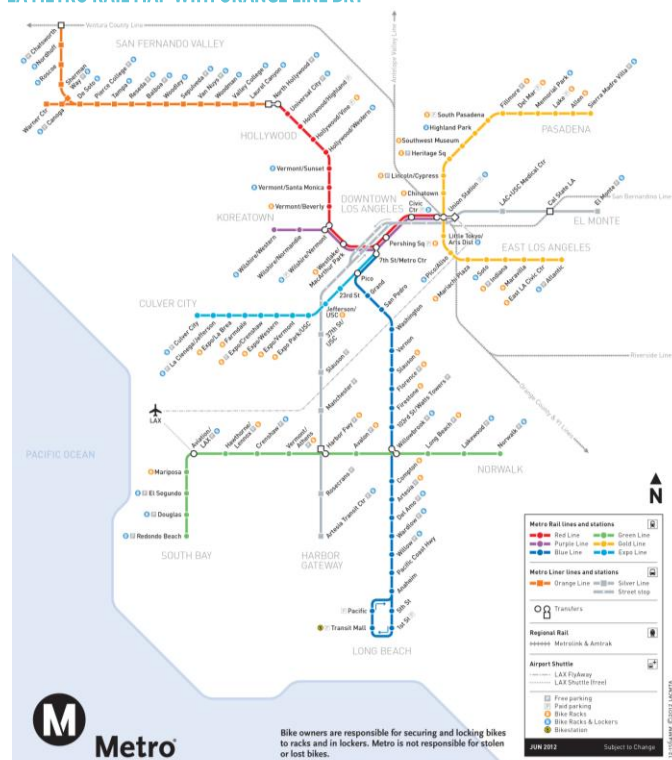 LA METRO RAIL MAP WITH ORANGE LINE BRT
Ventura County Line
Antelope Valley Line
SAN FERNANDO VALLEY
Chatsworth
Nordhoff
Roscoe
Sherman Way
Canoga
Warner Ctr
De Soto
Pierce College
Tampa
Reseda
Balboa
Woodley
Sepulveda
Van Nuys
Woodman
Valley College
Laurel Canyon
North Hollywood
Universal City
Hollywood/Highland
Hollywood/Vine
Hollywood/Western
HOLLYWOOD
Vermont/Sunset
Vermont/Santa Monica
Vermont/Beverly
KOREATOWN
Wilshire/Western
Wilshire/Normandie
Wilshire/Vermont
Westlake/
MacArthur Park
DOWNTOWN
LOS ANGELES
Civic
Ctr
Pershing Sq
7th St/Metro Ctr
Union Station
Fillmore
Del Mar
Memorial Park
Lake
Allen
Sierra Madre Villa
PASADENA
South Pasadena
Highland Park
Southwest Museum
Heritage Sq
Lincoln/Cypress
Chinatown
LAC+USC Medical Ctr
Cal State LA
El Monte
San Bernardino Line
EL MONTE
Little Tokyo/
Arts Dist
EAST LOS ANGELES
Pico/Aliso
Mariachi Plaza
Soto
Indiana
Maravilla
East LA Civic Ctr
Atlantic
Pico
Grand
San Pedro
Washington
Vernon
Slauson
Florence
Firestone
103rd St/Watts Towers
Willowbrook
CULVER CITY
Culver City
La Cienega/Jefferson
Expo/La Brea
Farmdale
Expo/Crenshaw
Expo/Western
Expo/Vermont
Expo Park/USC
Jefferson/
USC
23rd St
37th St/
USC
Slauson
Manchester
Riverside Line
Orange County & 91 Lines
LAX
PACIFIC OCEAN
Aviation/
LAX
Hawthorne/
Lennox
Crenshaw
Vermont/
Athens
Harbor Fwy
Avalon
Long Beach
Lakewood
Norwalk
NORWALK
Mariposa
El Segundo
Douglas
Redondo Beach
SOUTH BAY
Rosecrans
Artesia Transit Ctr
HARBOR
GATEWAY
Compton
Artesia
Del Amo
Wardlow
Willow
Pacific Coast Hwy
Anaheim
5th St
1st St
Pacific
Transit Mall
LONG BEACH
N
Metro Rail lines and stations
Red Line
Green Line
Purple Line
Gold Line
Blue Line
Expo Line
Metro Liner lines and stations
Orange Line
Silver Line
Street stop
Transfers
Regional Rail
Metrolink & Amtrak
Airport Shuttle
LAX FlyAway
LAX Shuttle (free)
Free parking
Paid parking
Bike Racks
Bike Racks & Lockers
Bikestation
JUN 2012
Subject to Change
M
Metro
Bike owners are responsible for securing and locking bikes
to racks and in lockers. Metro is not responsible for stolen
or lost bikes.